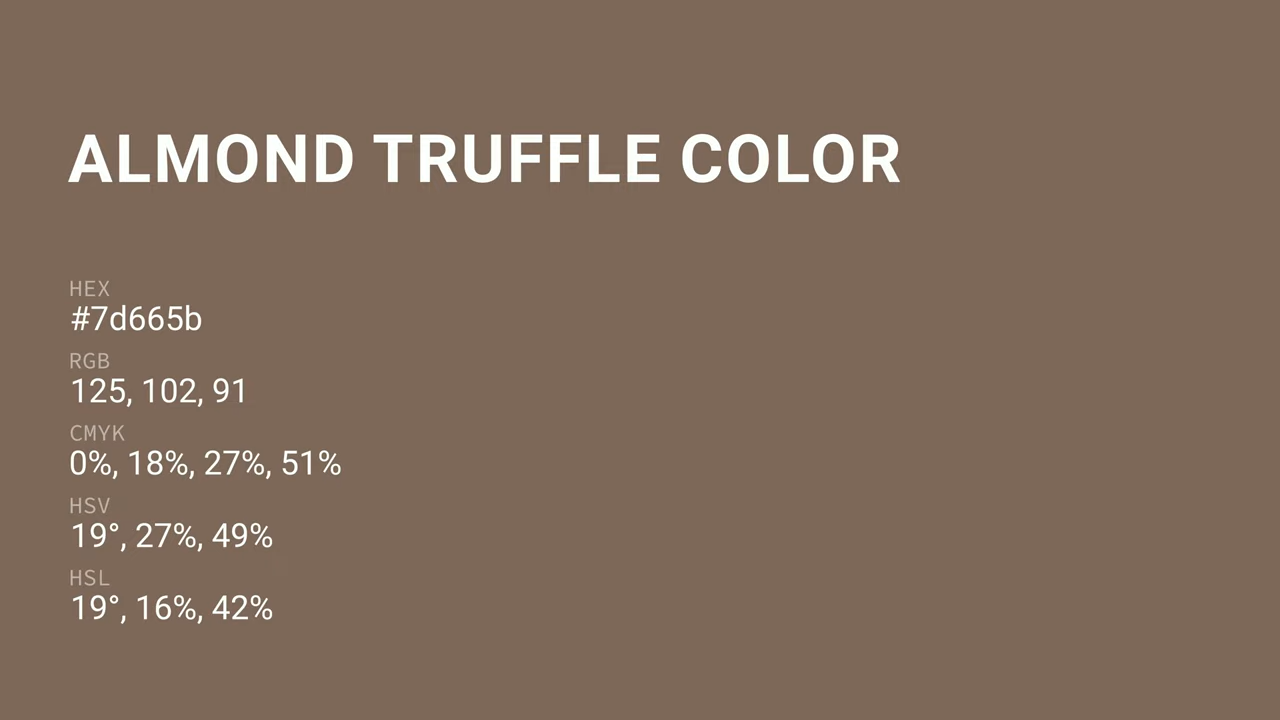 ALMOND TRUFFLE COLOR
HEX
#7d665b
RGB
125, 102, 91
CMYK
0%, 18%, 27%, 51%
HSV
19°, 27%, 49%
HSL
19°, 16%, 42%